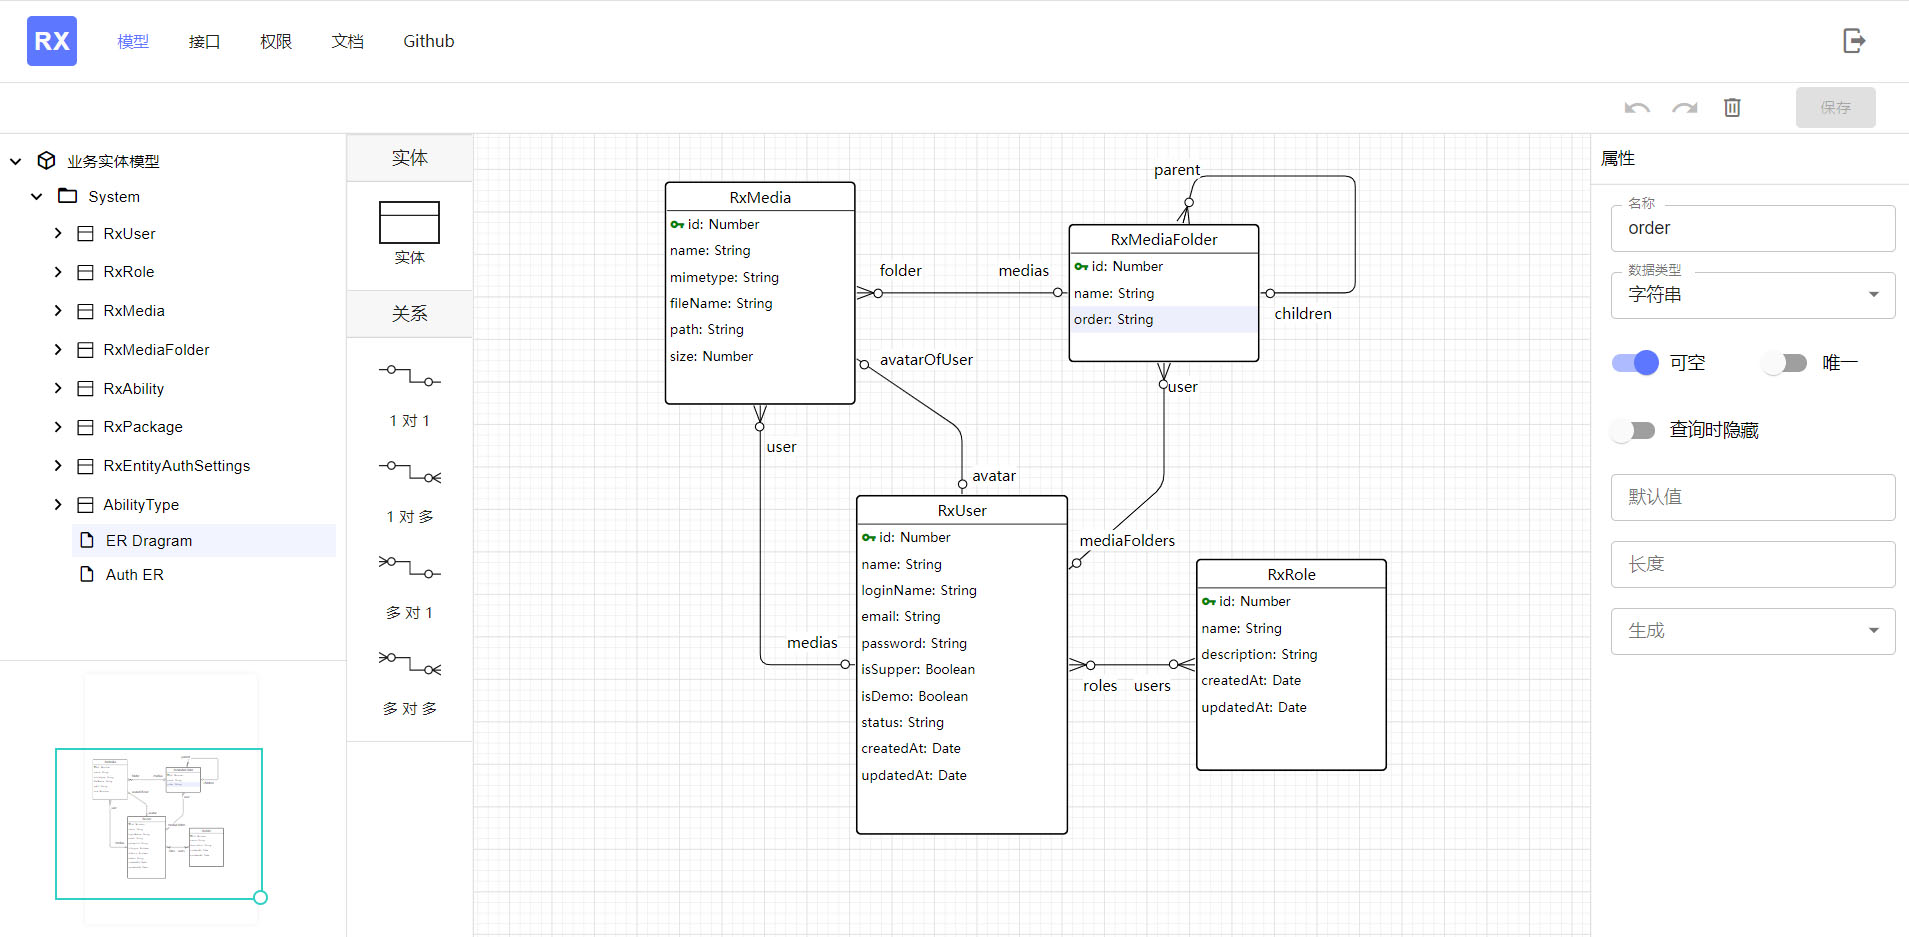 RX 模型 接口 权限 文档 Github
保存
业务实体模型
System
RxUser
RxRole
RxMedia
RxMediaFolder
RxAbility
RxPackage
RxEntityAuthSettings
AbilityType
ER Dragram
Auth ER
实体
实体
关系
1 对 1
1 对 多
多 对 1
多 对 多
RxMedia
id: Number
name: String
mimetype: String
fileName: String
path: String
size: Number
folder
medias
parent
RxMediaFolder
id: Number
name: String
order: String
children
avatarOfUser
user
user
avatar
mediaFolders
medias
RxUser
id: Number
name: String
loginName: String
email: String
password: String
isSupper: Boolean
isDemo: Boolean
status: String
createdAt: Date
updatedAt: Date
roles
users
RxRole
id: Number
name: String
description: String
createdAt: Date
updatedAt: Date
属性
名称
order
数据类型
字符串
可空 唯一
查询时隐藏
默认值
长度
生成